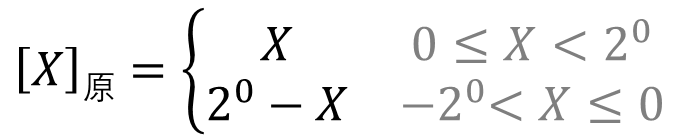 [X]原 = { X 0 ≤ X < 2⁰
2⁰ − X −2⁰< X ≤ 0